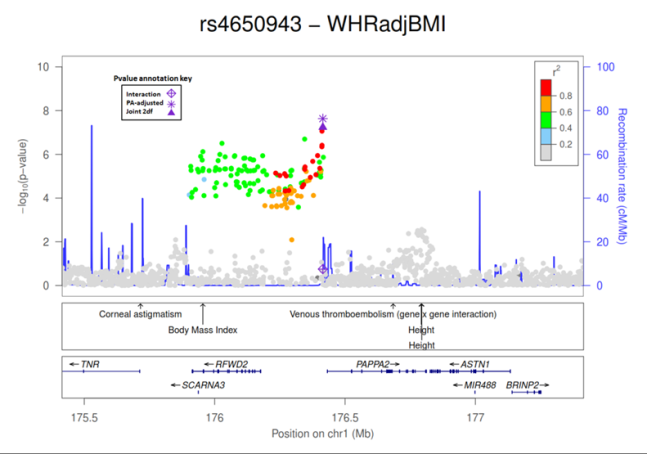 rs4650943 − WHRadjBMI
Pvalue annotation key
Interaction
PA-adjusted
Joint 2df
r²
0.8
0.6
0.4
0.2
10
8
6
4
2
0
−log₁₀(p−value)
100
80
60
40
20
0
Recombination rate (cM/Mb)
Corneal astigmatism
Venous thromboembolism (gene x gene interaction)
Body Mass Index
Height
Height
←TNR
←RFWD2
PAPPA2→
←ASTN1
←SCARNA3
←MIR488
BRINP2→
175.5
176
176.5
177
Position on chr1 (Mb)